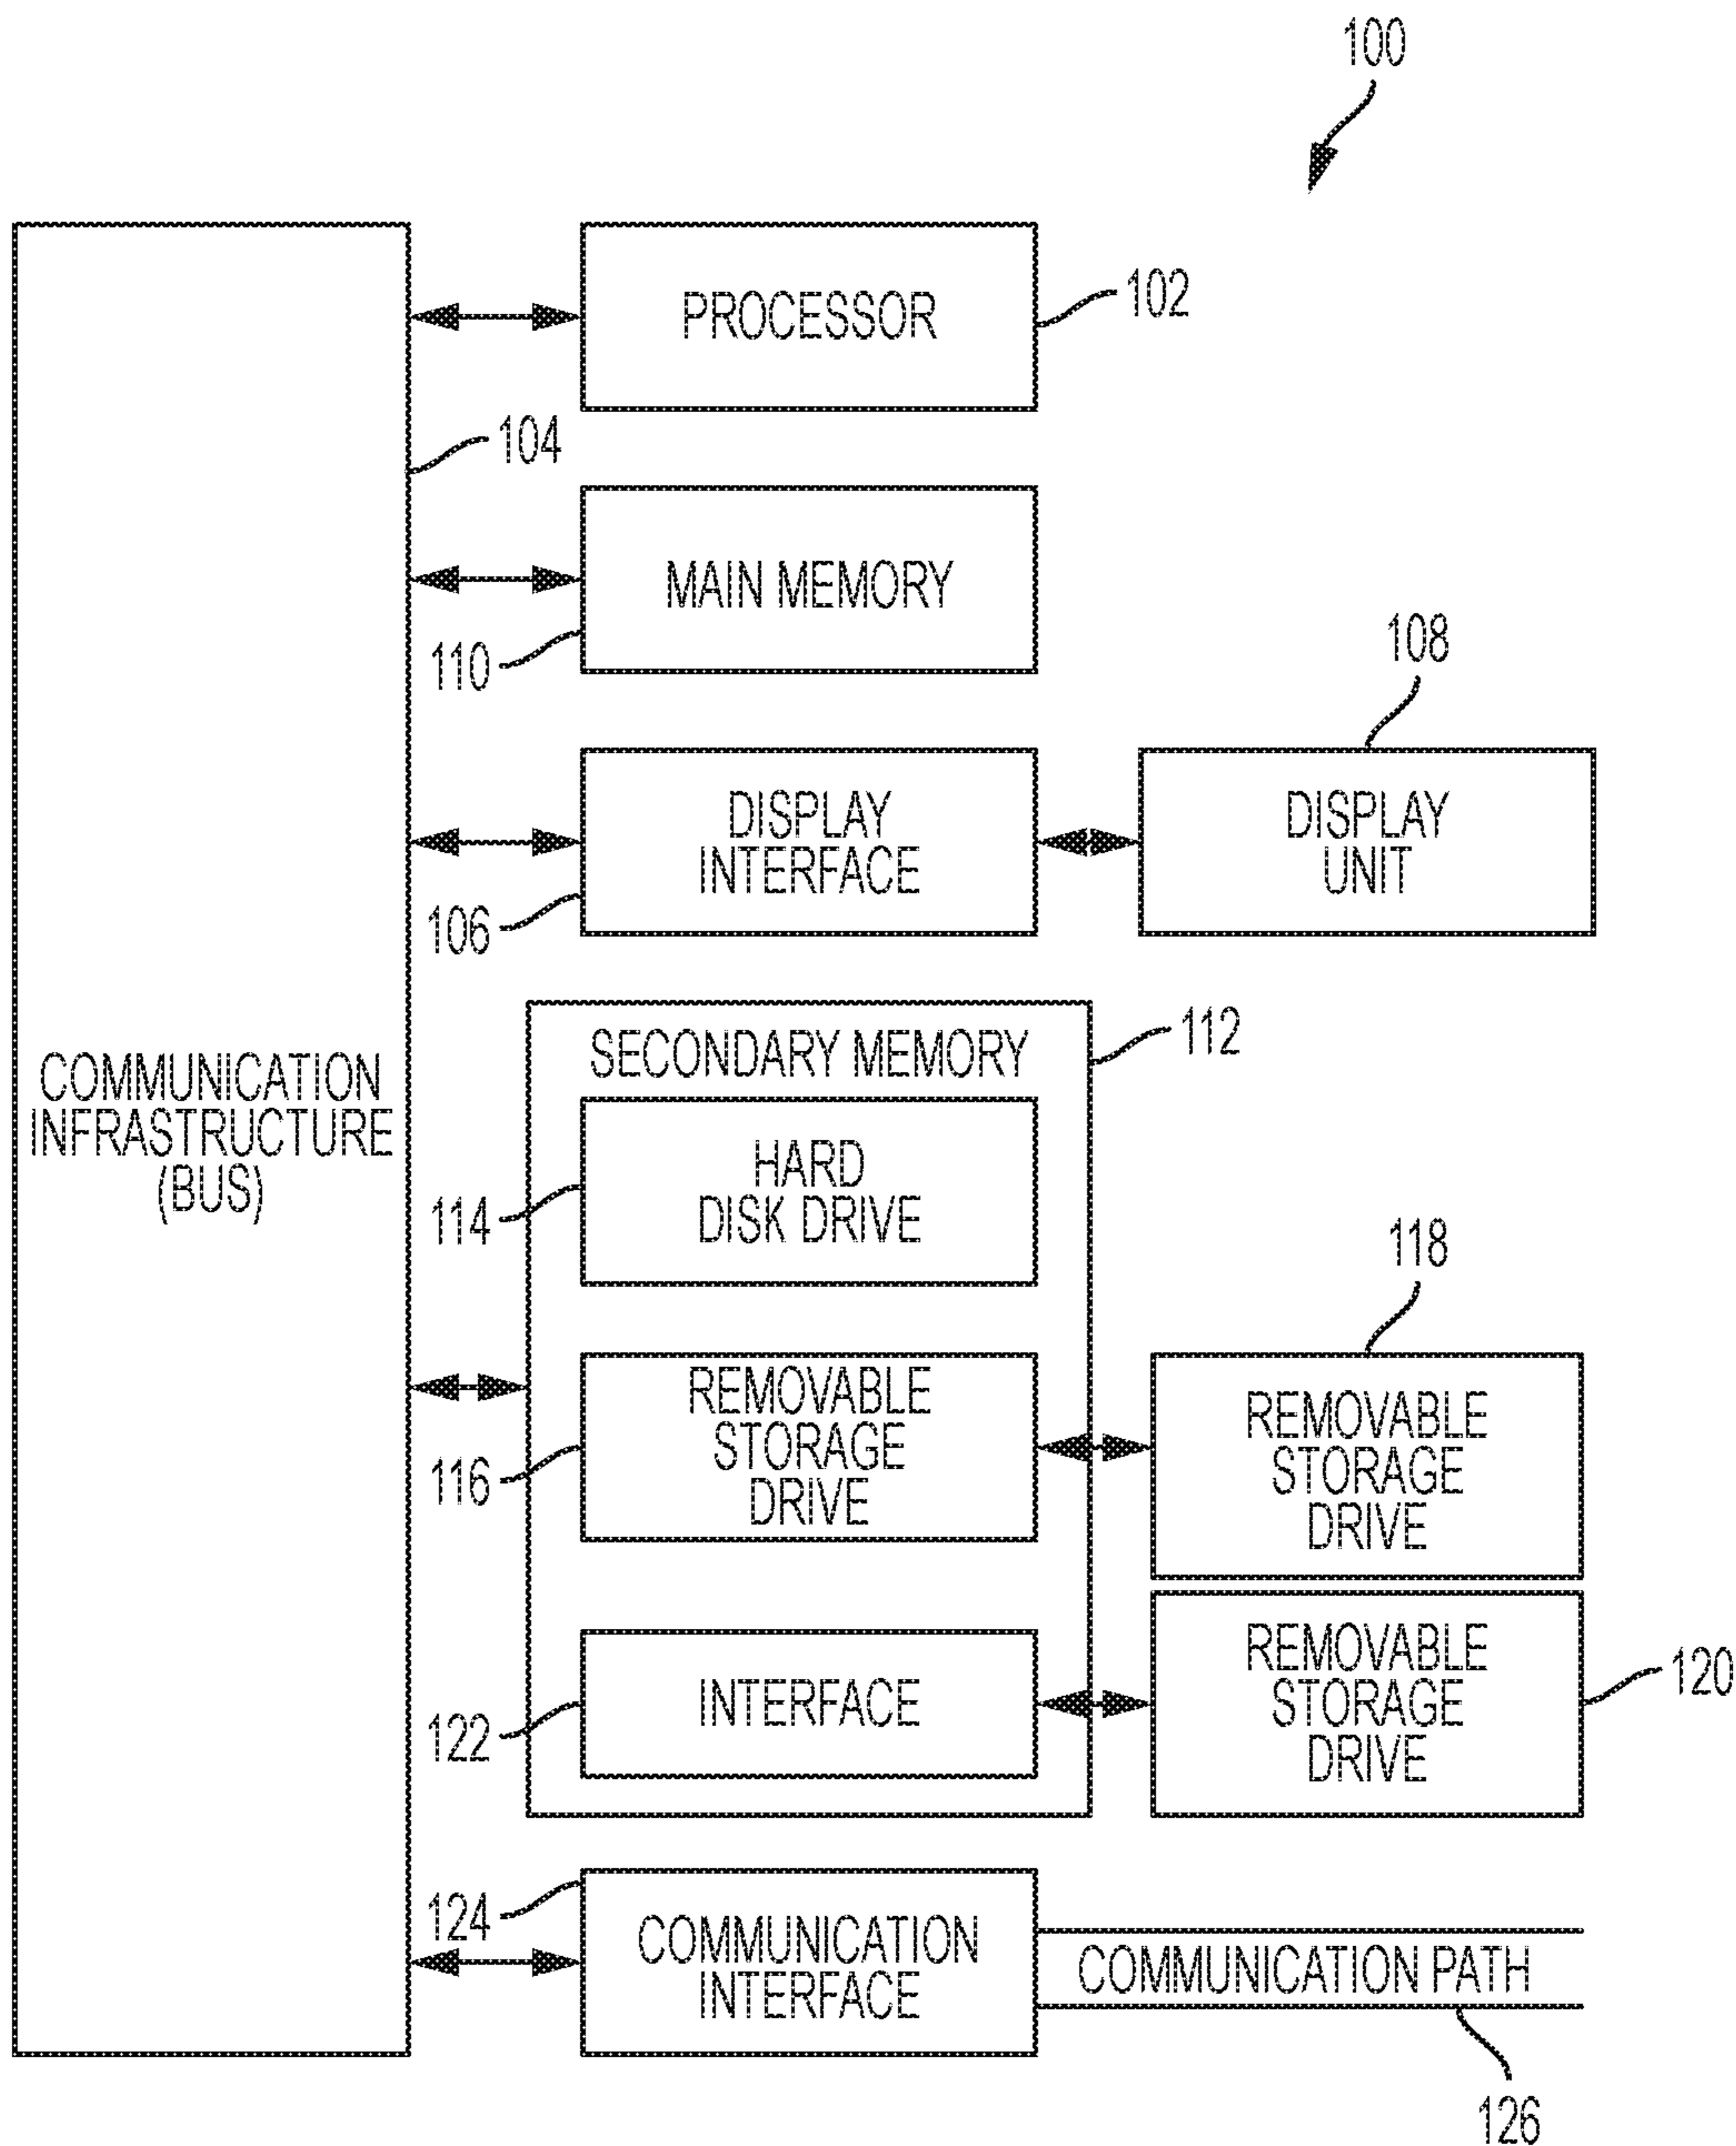 100
PROCESSOR
102
104
MAIN MEMORY
110
108
DISPLAY
INTERFACE
DISPLAY
UNIT
106
SECONDARY MEMORY
112
COMMUNICATION
INFRASTRUCTURE
(BUS)
HARD
DISK DRIVE
114
118
REMOVABLE
STORAGE
DRIVE
116
REMOVABLE
STORAGE
DRIVE
INTERFACE
122
REMOVABLE
STORAGE
DRIVE
120
124
COMMUNICATION
INTERFACE
COMMUNICATION PATH
126